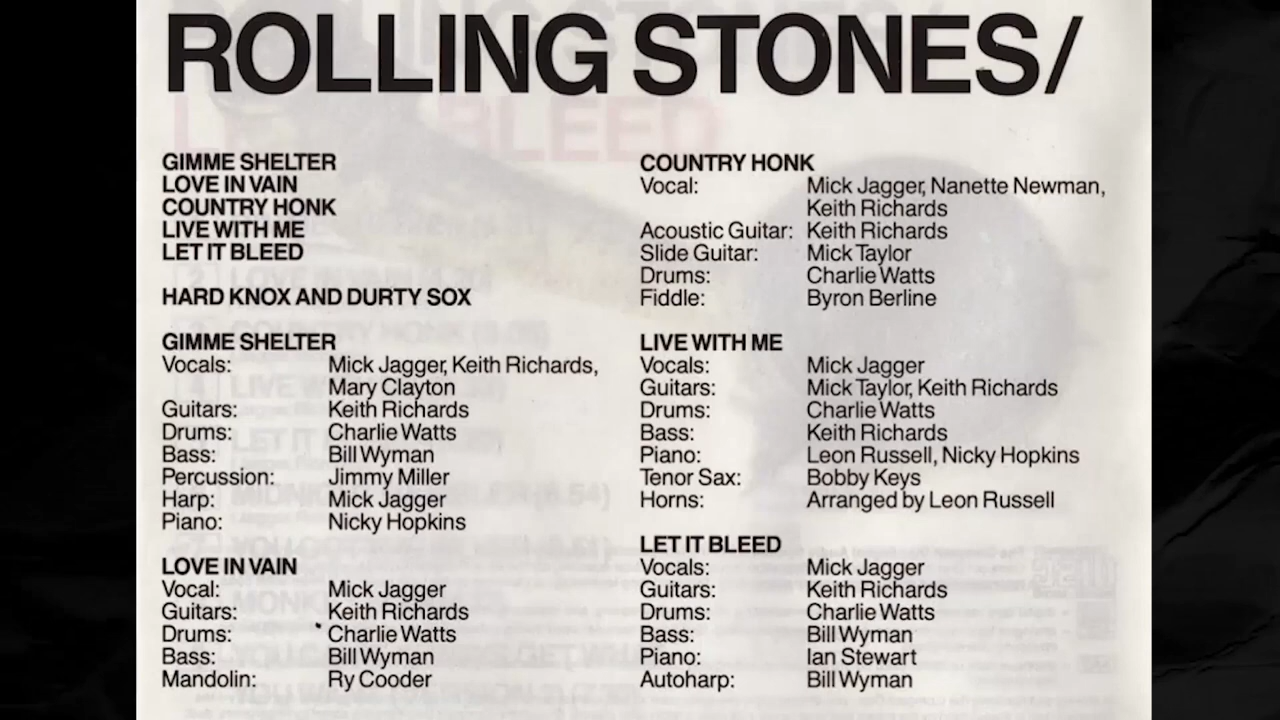 ROLLING STONES/
GIMME SHELTER
LOVE IN VAIN
COUNTRY HONK
LIVE WITH ME
LET IT BLEED
HARD KNOX AND DURTY SOX
GIMME SHELTER
Vocals: Mick Jagger, Keith Richards,
Mary Clayton
Guitars: Keith Richards
Drums: Charlie Watts
Bass: Bill Wyman
Percussion: Jimmy Miller
Harp: Mick Jagger
Piano: Nicky Hopkins
LOVE IN VAIN
Vocal: Mick Jagger
Guitars: Keith Richards
Drums: Charlie Watts
Bass: Bill Wyman
Mandolin: Ry Cooder
COUNTRY HONK
Vocal: Mick Jagger, Nanette Newman,
Keith Richards
Acoustic Guitar: Keith Richards
Slide Guitar: Mick Taylor
Drums: Charlie Watts
Fiddle: Byron Berline
LIVE WITH ME
Vocals: Mick Jagger
Guitars: Mick Taylor, Keith Richards
Drums: Charlie Watts
Bass: Keith Richards
Piano: Leon Russell, Nicky Hopkins
Tenor Sax: Bobby Keys
Horns: Arranged by Leon Russell
LET IT BLEED
Vocals: Mick Jagger
Guitars: Keith Richards
Drums: Charlie Watts
Bass: Bill Wyman
Piano: Ian Stewart
Autoharp: Bill Wyman